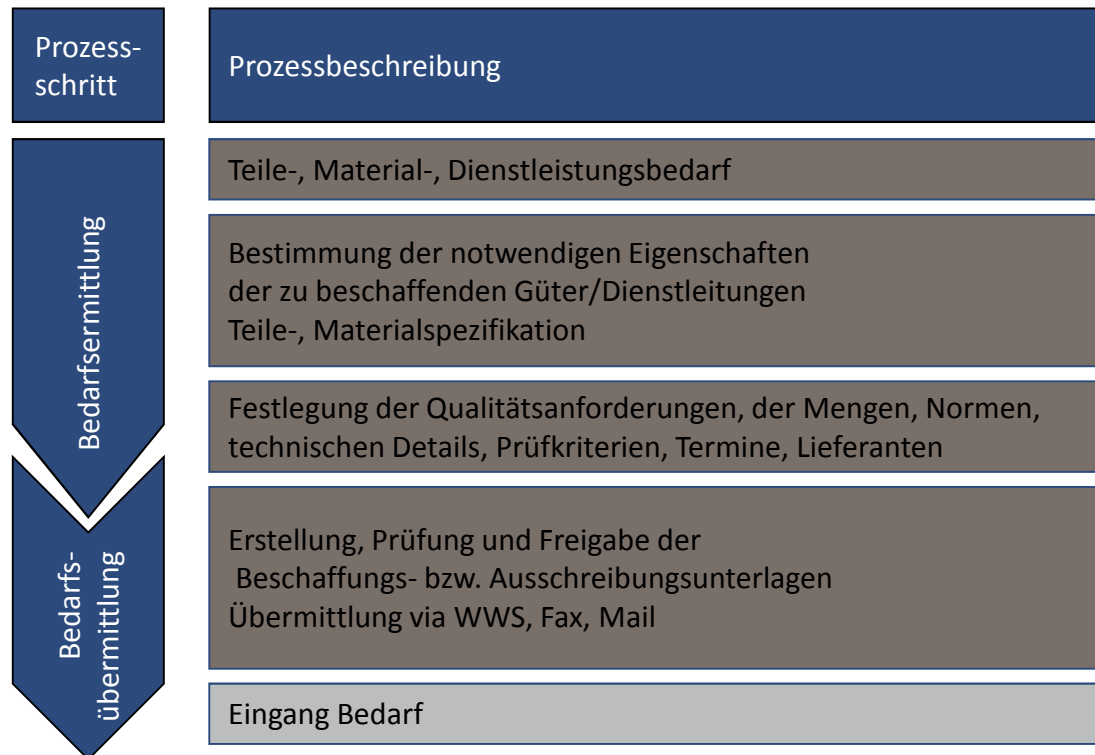 Prozess-
schritt
Prozessbeschreibung
Bedarfsermittlung
Teile-, Material-, Dienstleistungsbedarf
Bestimmung der notwendigen Eigenschaften
der zu beschaffenden Güter/Dienstleitungen
Teile-, Materialspezifikation
Festlegung der Qualitätsanforderungen, der Mengen, Normen,
technischen Details, Prüfkriterien, Termine, Lieferanten
Bedarfs-
übermittlung
Erstellung, Prüfung und Freigabe der
Beschaffungs- bzw. Ausschreibungsunterlagen
Übermittlung via WWS, Fax, Mail
Eingang Bedarf